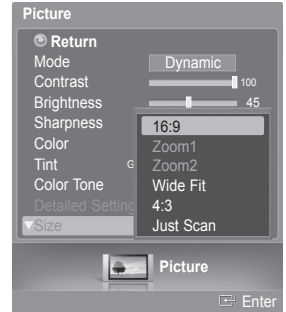 Picture
Return
Mode Dynamic
Contrast 100
Brightness 45
Sharpness
16:9
Color
Zoom1
Tint G
Zoom2
Color Tone
Wide Fit
Detailed Setting
4:3
Size
Just Scan
Picture
Enter